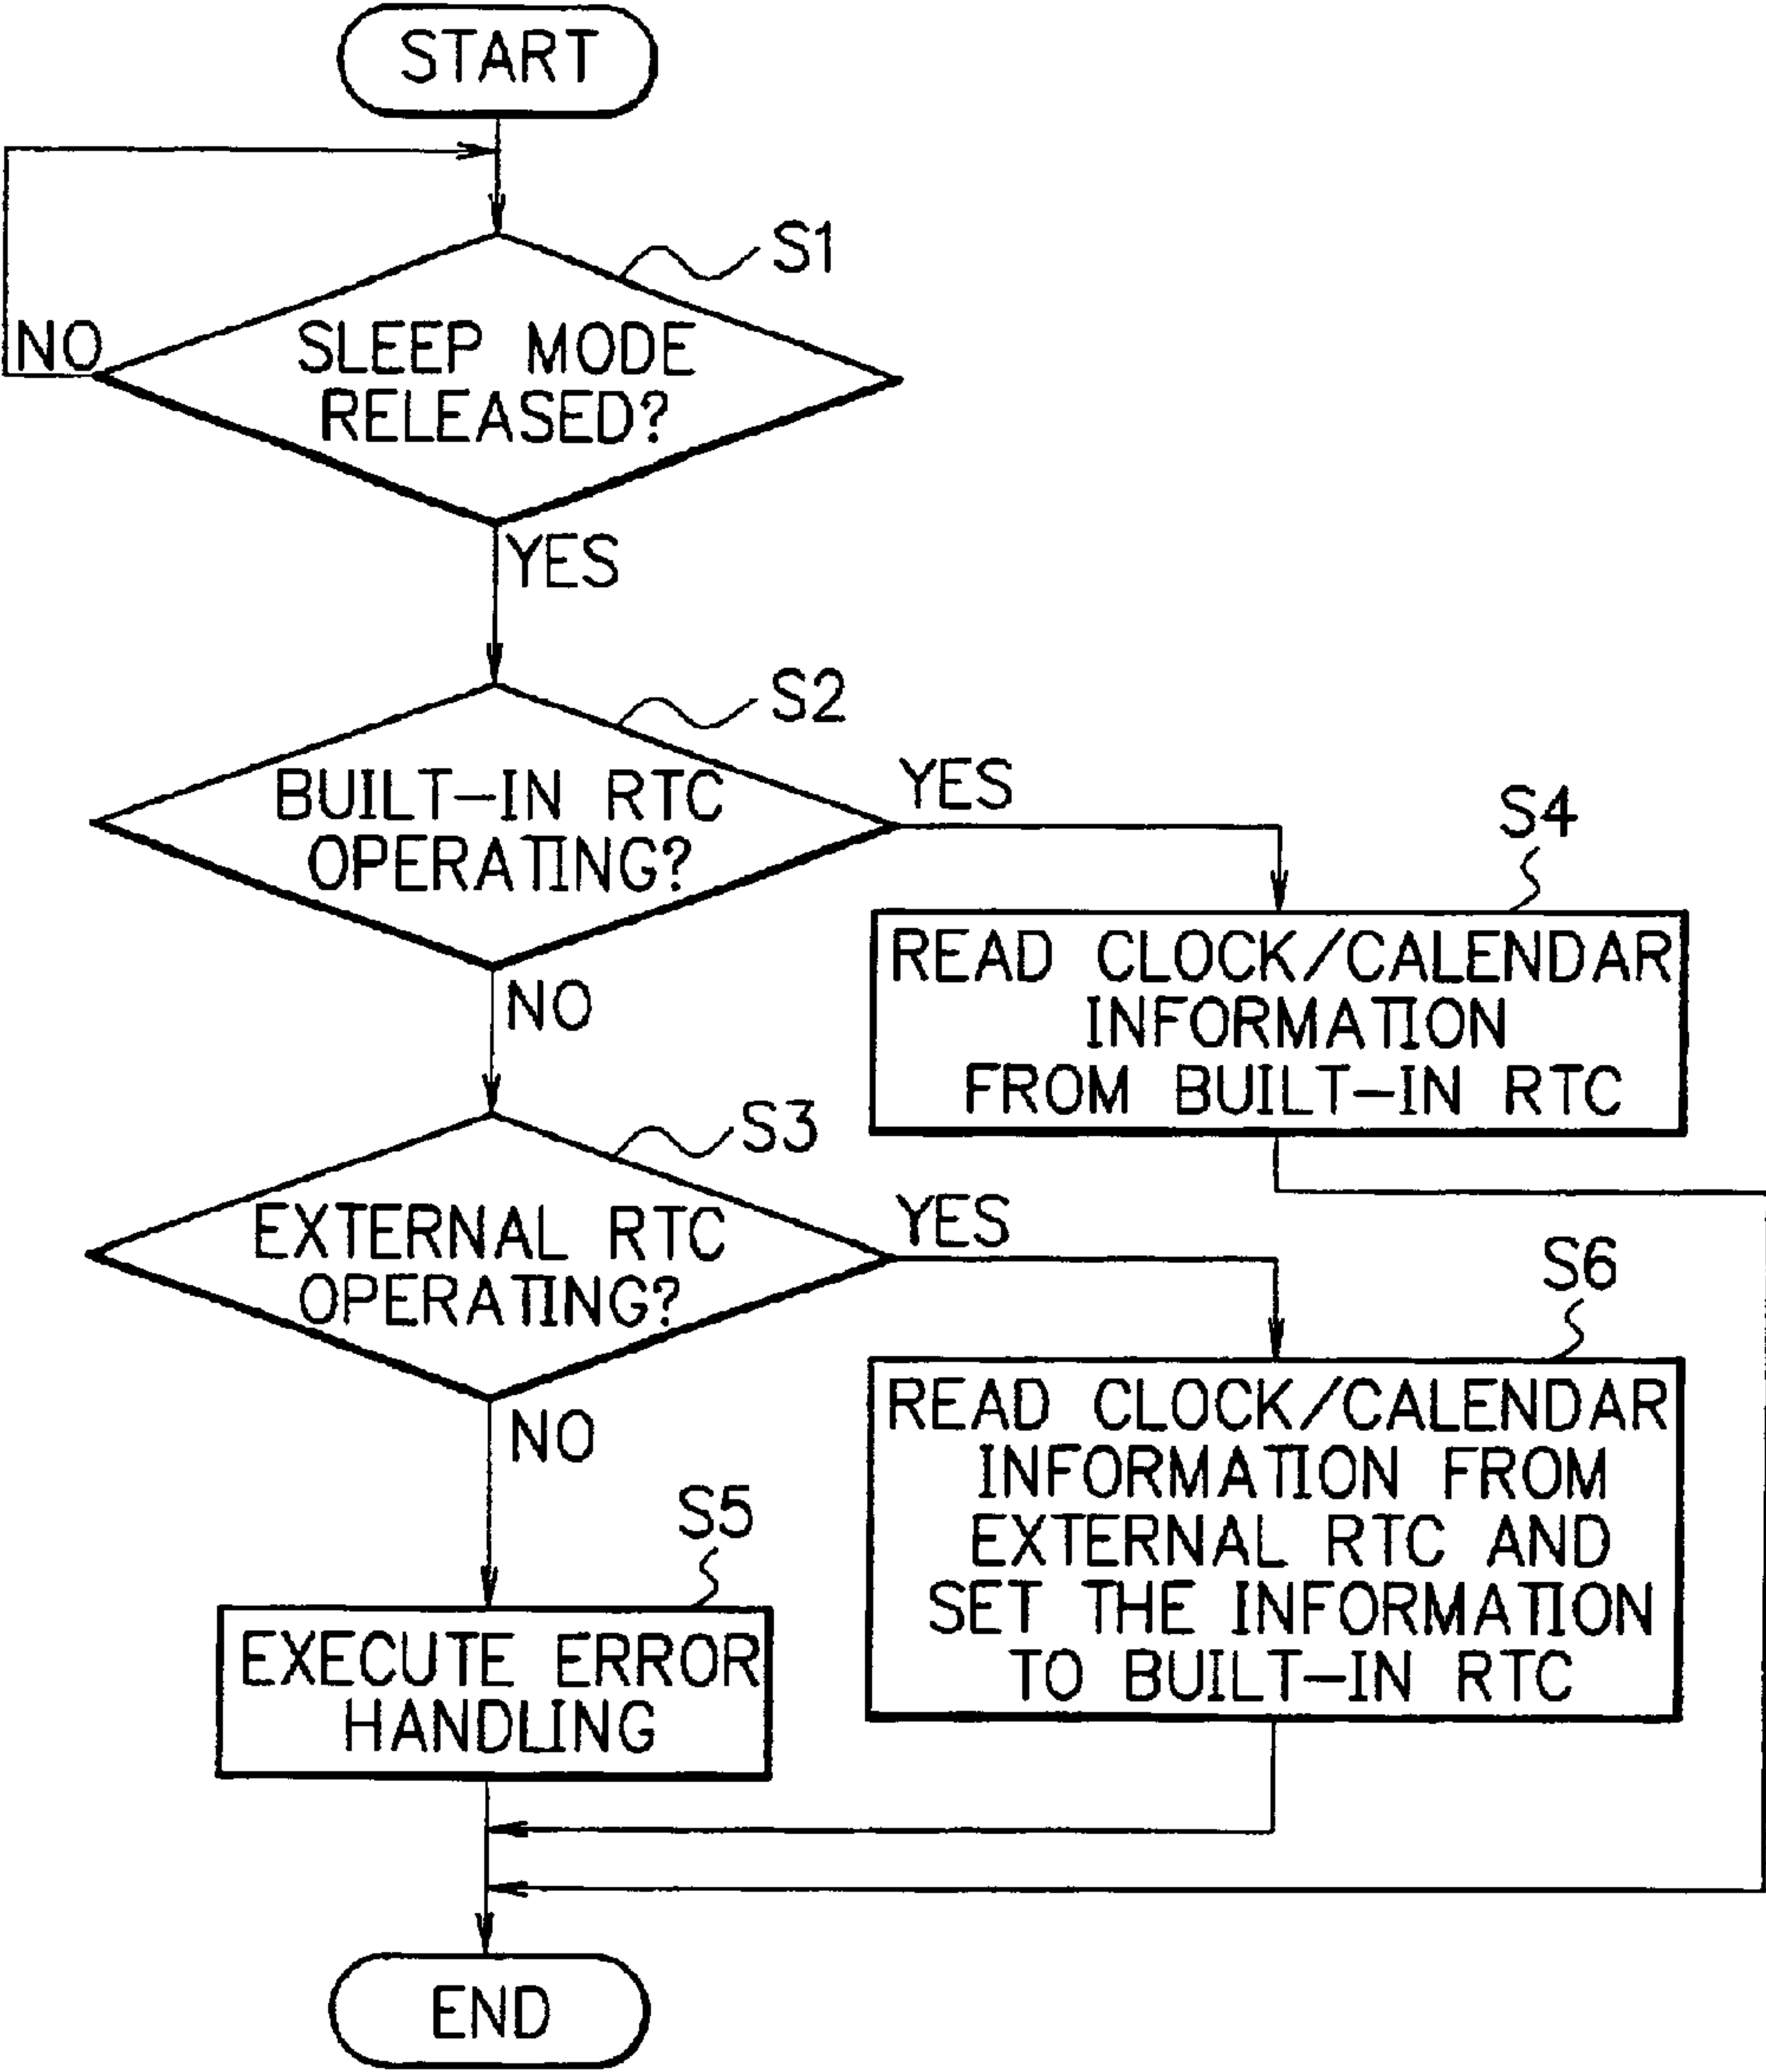 START
S1
NO
SLEEP MODE
RELEASED?
YES
S2
BUILT-IN RTC
OPERATING?
YES
S4
READ CLOCK/CALENDAR
INFORMATION
FROM BUILT-IN RTC
NO
S3
EXTERNAL RTC
OPERATING?
YES
S6
READ CLOCK/CALENDAR
INFORMATION FROM
EXTERNAL RTC AND
SET THE INFORMATION
TO BUILT-IN RTC
NO
S5
EXECUTE ERROR
HANDLING
END